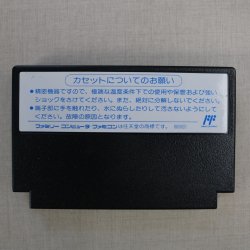 カセットについてのお願い
●精密機器ですので、極端な温度条件下での使用や保管および強い
ショックをさけてください。また、絶対に分解しないでください。
●端子部に手を触れたり、水にぬらしたりして汚さないようにし
てください。故障の原因となります。
ファミリーコンピュータ・ファミコンは任天堂の商標です。